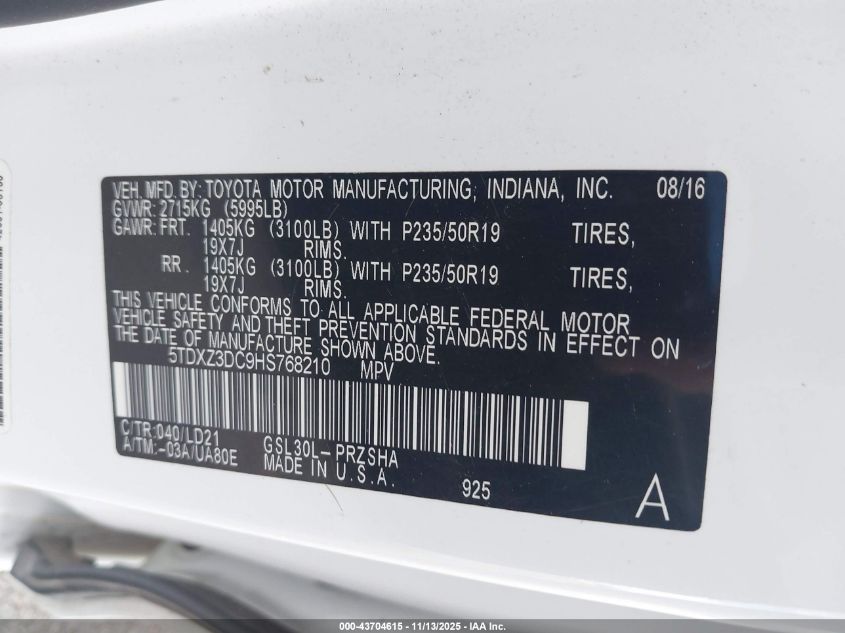 VEH. MFD. BY: TOYOTA MOTOR MANUFACTURING, INDIANA, INC. 08/16
GVWR: 2715KG (5995LB)
GAWR: FRT. 1405KG (3100LB) WITH P235/50R19 TIRES,
19X7J RIMS.
RR. 1405KG (3100LB) WITH P235/50R19 TIRES,
19X7J RIMS.
THIS VEHICLE CONFORMS TO ALL APPLICABLE FEDERAL MOTOR
VEHICLE SAFETY AND THEFT PREVENTION STANDARDS IN EFFECT ON
THE DATE OF MANUFACTURE SHOWN ABOVE.
5TDXZ3DC9HS768210 MPV
C/TR:040/LD21
A/TM:-03A/UA80E GSL30L-PRZSHA
MADE IN U.S.A.
925
A
000-43704615 - 11/13/2025 - IAA Inc.